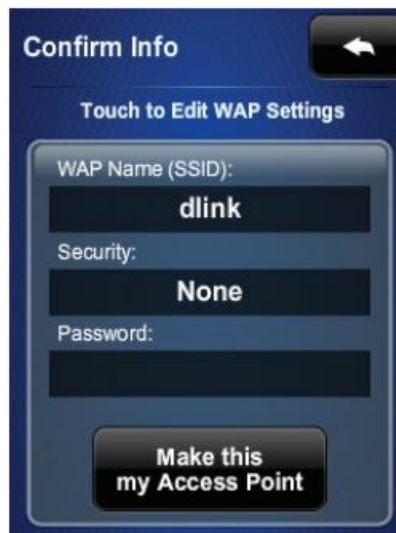 Confirm Info
Touch to Edit WAP Settings
WAP Name (SSID):
dlink
Security:
None
Password:
Make this
my Access Point